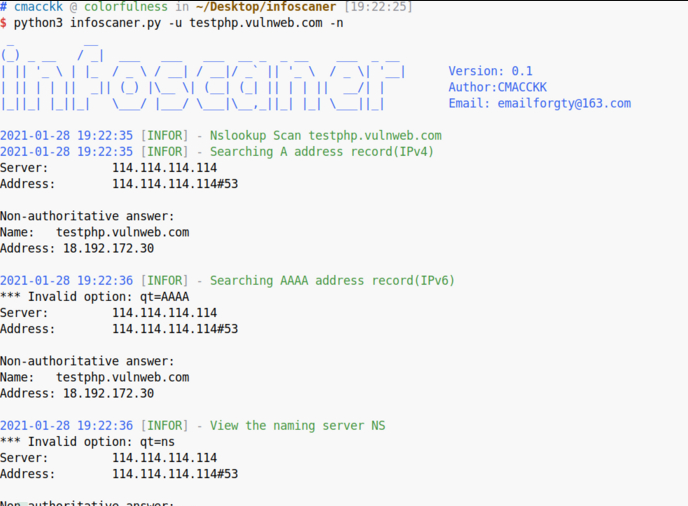 # cmacckk @ colorfulness in ~/Desktop/infoscaner [19:22:25]
$ python3 infoscaner.py -u testphp.vulnweb.com -n
infoscaner
Version: 0.1
Author:CMACCKK
Email: emailforgty@163.com
2021-01-28 19:22:35 [INFOR] - Nslookup Scan testphp.vulnweb.com
2021-01-28 19:22:35 [INFOR] - Searching A address record(IPv4)
Server: 114.114.114.114
Address: 114.114.114.114#53
Non-authoritative answer:
Name: testphp.vulnweb.com
Address: 18.192.172.30
2021-01-28 19:22:36 [INFOR] - Searching AAAA address record(IPv6)
*** Invalid option: qt=AAAA
Server: 114.114.114.114
Address: 114.114.114.114#53
Non-authoritative answer:
Name: testphp.vulnweb.com
Address: 18.192.172.30
2021-01-28 19:22:36 [INFOR] - View the naming server NS
*** Invalid option: qt=ns
Server: 114.114.114.114
Address: 114.114.114.114#53
Non-authoritative answer: